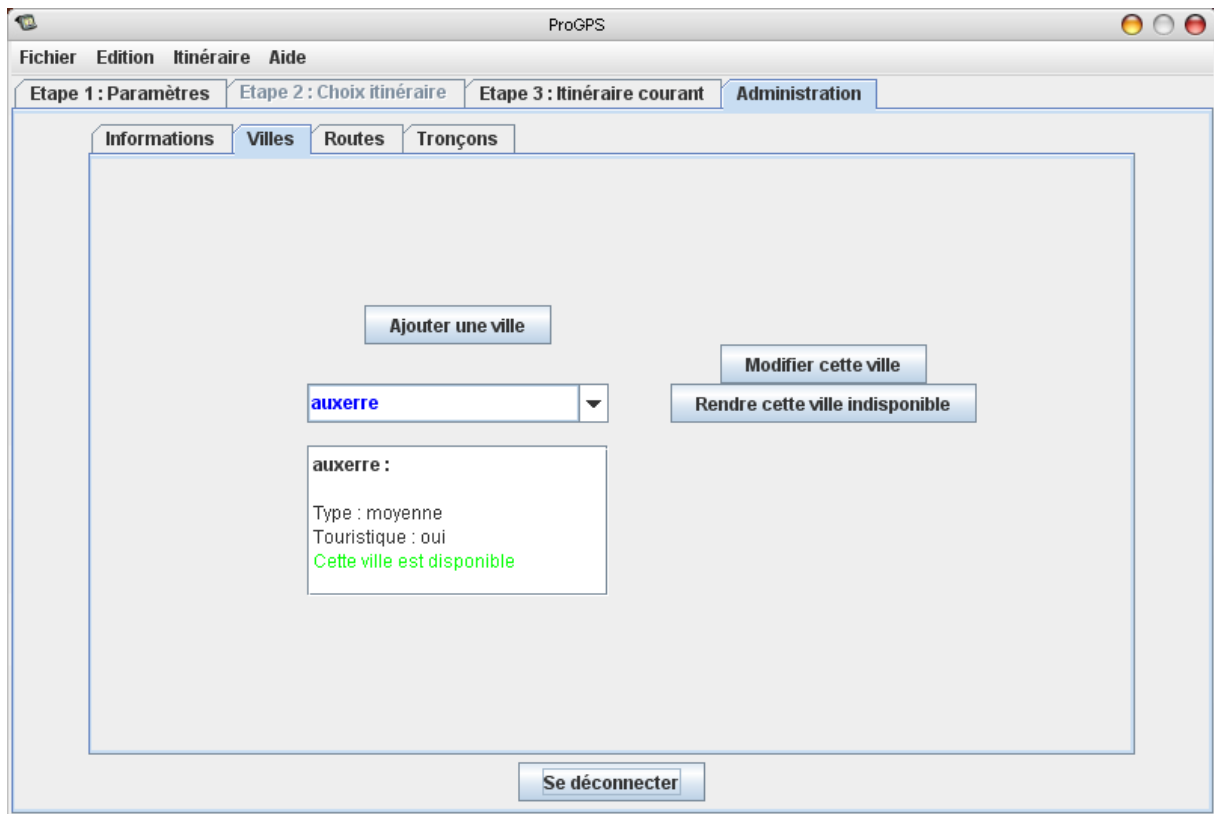 ProGPS
Fichier Edition Itinéraire Aide
Etape 1 : Paramètres Etape 2 : Choix itinéraire Etape 3 : Itinéraire courant Administration
Informations Villes Routes Tronçons
Ajouter une ville
Modifier cette ville
auxerre Rendre cette ville indisponible
auxerre :
Type : moyenne
Touristique : oui
Cette ville est disponible
Se déconnecter